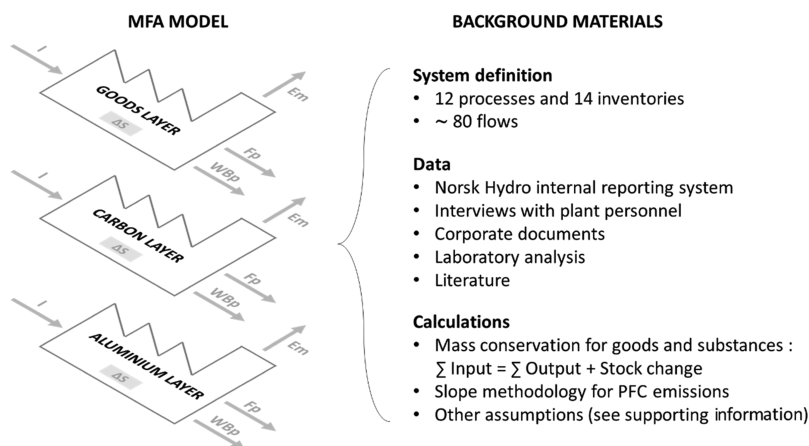 MFA MODEL
I
GOODS LAYER
ΔS
Em
Fp
WBp
I
CARBON LAYER
ΔS
Em
Fp
WBp
I
ALUMINIUM LAYER
ΔS
Em
Fp
WBp
BACKGROUND MATERIALS
System definition
• 12 processes and 14 inventories
• ~ 80 flows
Data
• Norsk Hydro internal reporting system
• Interviews with plant personnel
• Corporate documents
• Laboratory analysis
• Literature
Calculations
• Mass conservation for goods and substances :
∑ Input = ∑ Output + Stock change
• Slope methodology for PFC emissions
• Other assumptions (see supporting information)